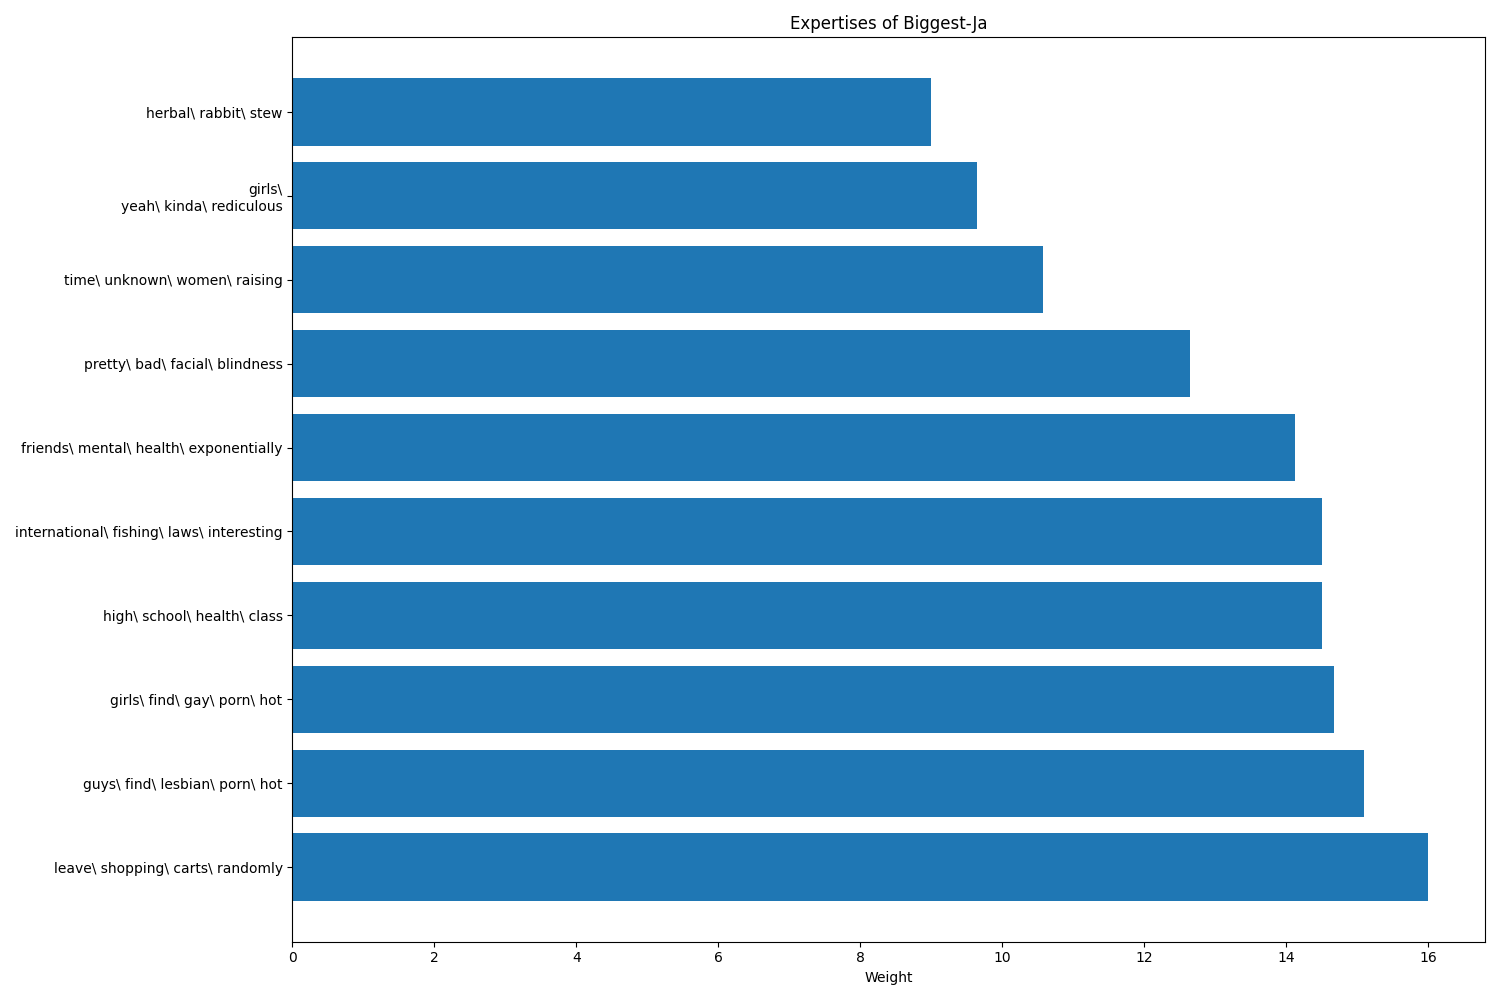 Expertises of Biggest-Ja
herbal\ rabbit\ stew
girls\
yeah\ kinda\ rediculous
time\ unknown\ women\ raising
pretty\ bad\ facial\ blindness
friends\ mental\ health\ exponentially
international\ fishing\ laws\ interesting
high\ school\ health\ class
girls\ find\ gay\ porn\ hot
guys\ find\ lesbian\ porn\ hot
leave\ shopping\ carts\ randomly
0 2 4 6 8 10 12 14 16
Weight